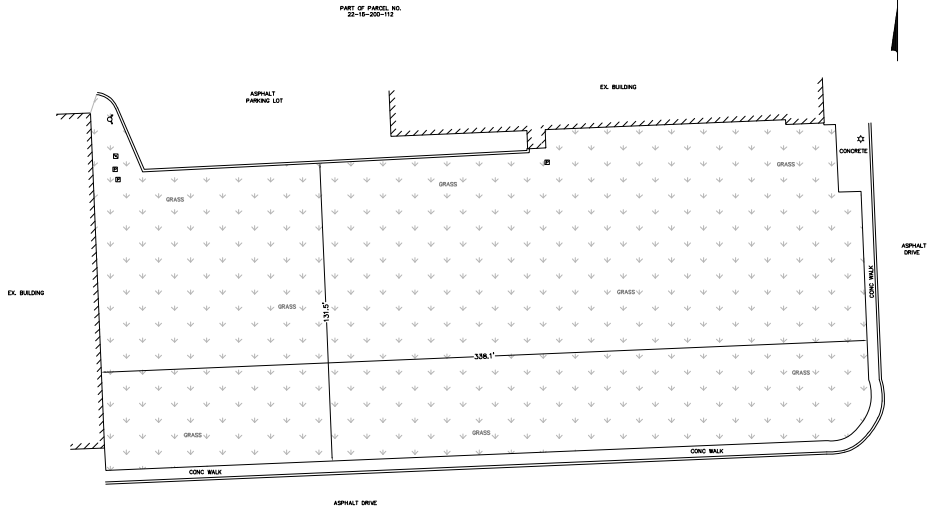 PART OF PARCEL NO.
22-16-200-112
ASPHALT
PARKING LOT
EX. BUILDING
CONCRETE
GRASS
GRASS
GRASS
P
P
P
ASPHALT
DRIVE
EX. BUILDING
CONC WALK
GRASS
GRASS
131.5'
338.1'
GRASS
GRASS
GRASS
CONC WALK
CONC WALK
ASPHALT DRIVE